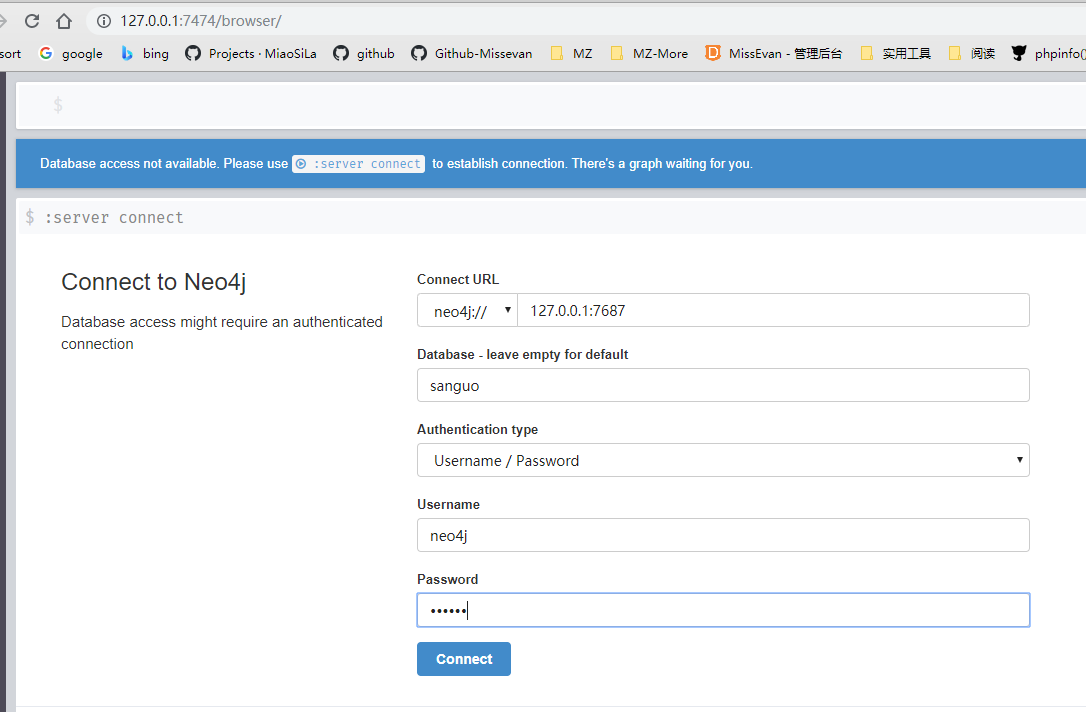 127.0.0.1:7474/browser/
sort google bing Projects · MiaoSiLa github Github-Missevan MZ MZ-More MissEvan - 管理后台 实用工具 阅读 phpinfo()
$
Database access not available. Please use :server connect to establish connection. There's a graph waiting for you.
$ :server connect
Connect to Neo4j
Database access might require an authenticated
connection
Connect URL
neo4j:// 127.0.0.1:7687
Database - leave empty for default
sanguo
Authentication type
Username / Password
Username
neo4j
Password
••••••
Connect